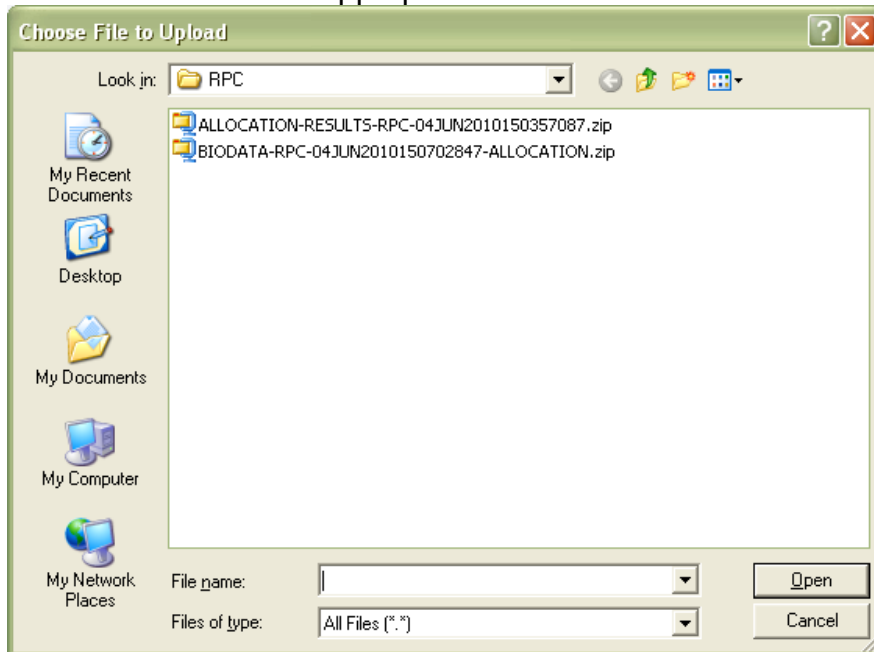 Choose File to Upload
Look in:
RPC
ALLOCATION-RESULTS-RPC-04JUN2010150357087.zip
BIODATA-RPC-04JUN2010150702847-ALLOCATION.zip
My Recent
Documents
Desktop
My Documents
My Computer
My Network
Places
File name:
Open
Files of type:
All Files (*.*)
Cancel